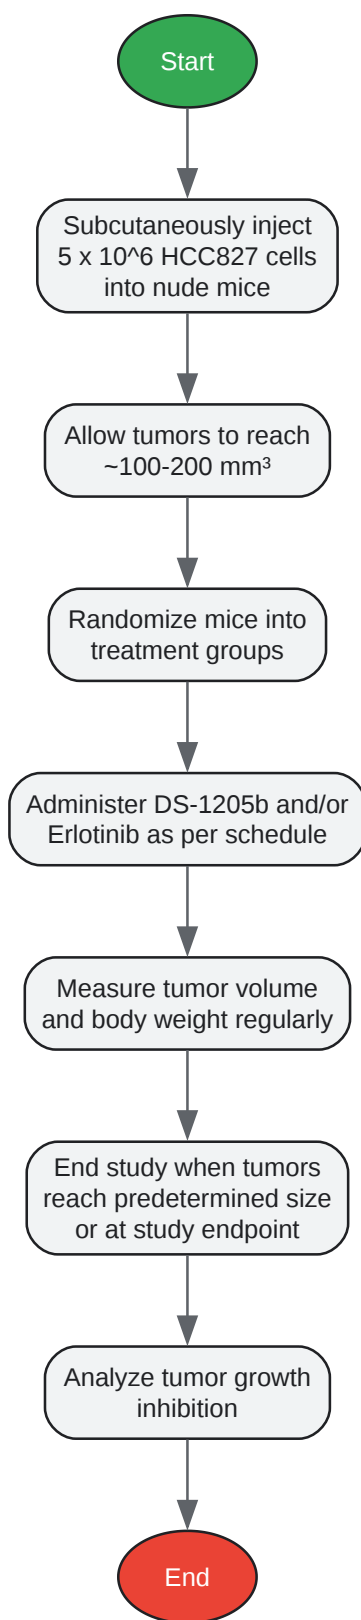 Start
Subcutaneously inject
5 x 10^6 HCC827 cells
into nude mice
Allow tumors to reach
~100-200 mm³
Randomize mice into
treatment groups
Administer DS-1205b and/or
Erlotinib as per schedule
Measure tumor volume
and body weight regularly
End study when tumors
reach predetermined size
or at study endpoint
Analyze tumor growth
inhibition
End